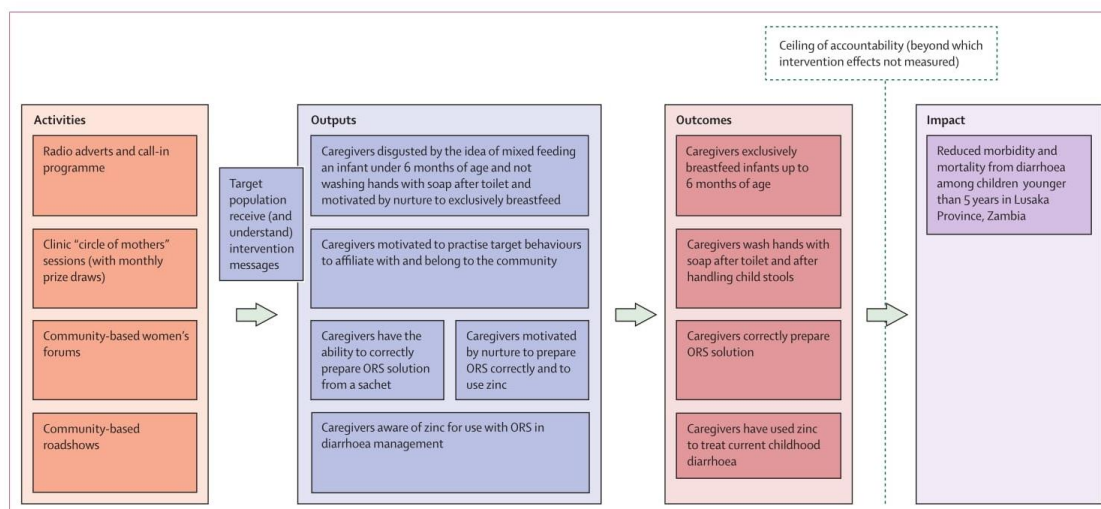 Ceiling of accountability (beyond which
intervention effects not measured)
Activities
Radio adverts and call-in
programme
Clinic “circle of mothers”
sessions (with monthly
prize draws)
Community-based women’s
forums
Community-based
roadshows
Target
population
receive (and
understand)
intervention
messages
Outputs
Caregivers disgusted by the idea of mixed feeding
an infant under 6 months of age and not
washing hands with soap after toilet and
motivated by nurture to exclusively breastfeed
Caregivers motivated to practise target behaviours
to affiliate with and belong to the community
Caregivers have the
ability to correctly
prepare ORS solution
from a sachet
Caregivers motivated
by nurture to prepare
ORS correctly and to
use zinc
Caregivers aware of zinc for use with ORS in
diarrhoea management
Outcomes
Caregivers exclusively
breastfeed infants up to
6 months of age
Caregivers wash hands with
soap after toilet and after
handling child stools
Caregivers correctly prepare
ORS solution
Caregivers have used zinc
to treat current childhood
diarrhoea
Impact
Reduced morbidity and
mortality from diarrhoea
among children younger
than 5 years in Lusaka
Province, Zambia